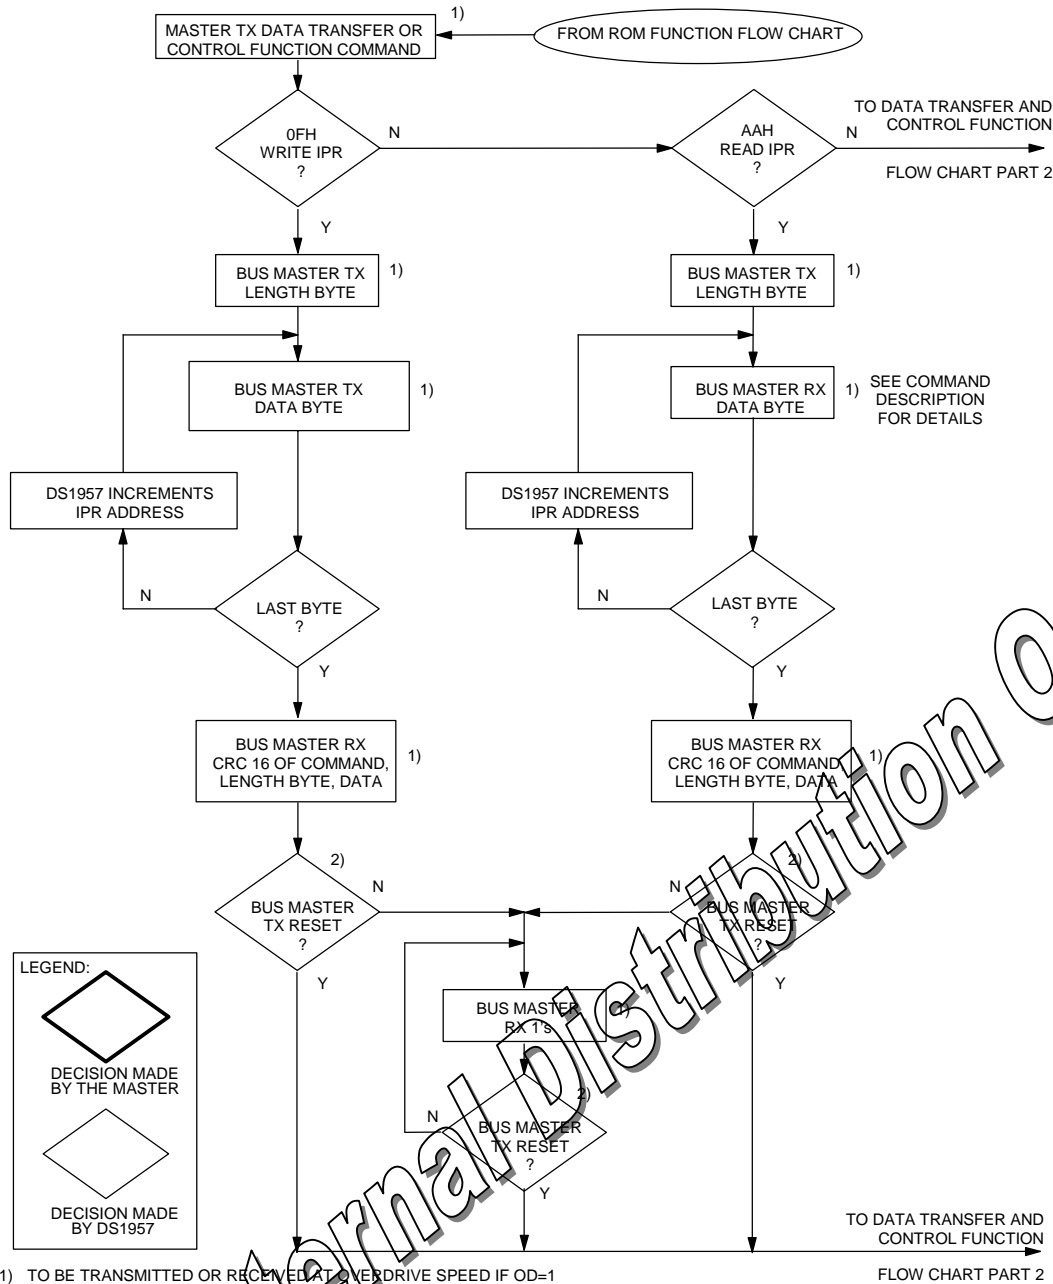 MASTER TX DATA TRANSFER OR
CONTROL FUNCTION COMMAND
1)
FROM ROM FUNCTION FLOW CHART
0FH
WRITE IPR
?
N
Y
AAH
READ IPR
?
N
Y
TO DATA TRANSFER AND
CONTROL FUNCTION
FLOW CHART PART 2
BUS MASTER TX
LENGTH BYTE
1)
BUS MASTER TX
LENGTH BYTE
1)
BUS MASTER TX
DATA BYTE
1)
BUS MASTER RX
DATA BYTE
1)
SEE COMMAND
DESCRIPTION
FOR DETAILS
DS1957 INCREMENTS
IPR ADDRESS
DS1957 INCREMENTS
IPR ADDRESS
N
LAST BYTE
?
Y
N
LAST BYTE
?
Y
BUS MASTER RX
CRC 16 OF COMMAND,
LENGTH BYTE, DATA
1)
BUS MASTER RX
CRC 16 OF COMMAND,
LENGTH BYTE, DATA
1)
2)
BUS MASTER
TX RESET
?
N
Y
2)
BUS MASTER
TX RESET
?
N
Y
BUS MASTER
RX 1's
1)
2)
BUS MASTER
TX RESET
?
N
Y
LEGEND:
DECISION MADE
BY THE MASTER
DECISION MADE
BY DS1957
TO DATA TRANSFER AND
CONTROL FUNCTION
FLOW CHART PART 2
1) TO BE TRANSMITTED OR RECEIVED AT OVERDRIVE SPEED IF OD=1
Distribution